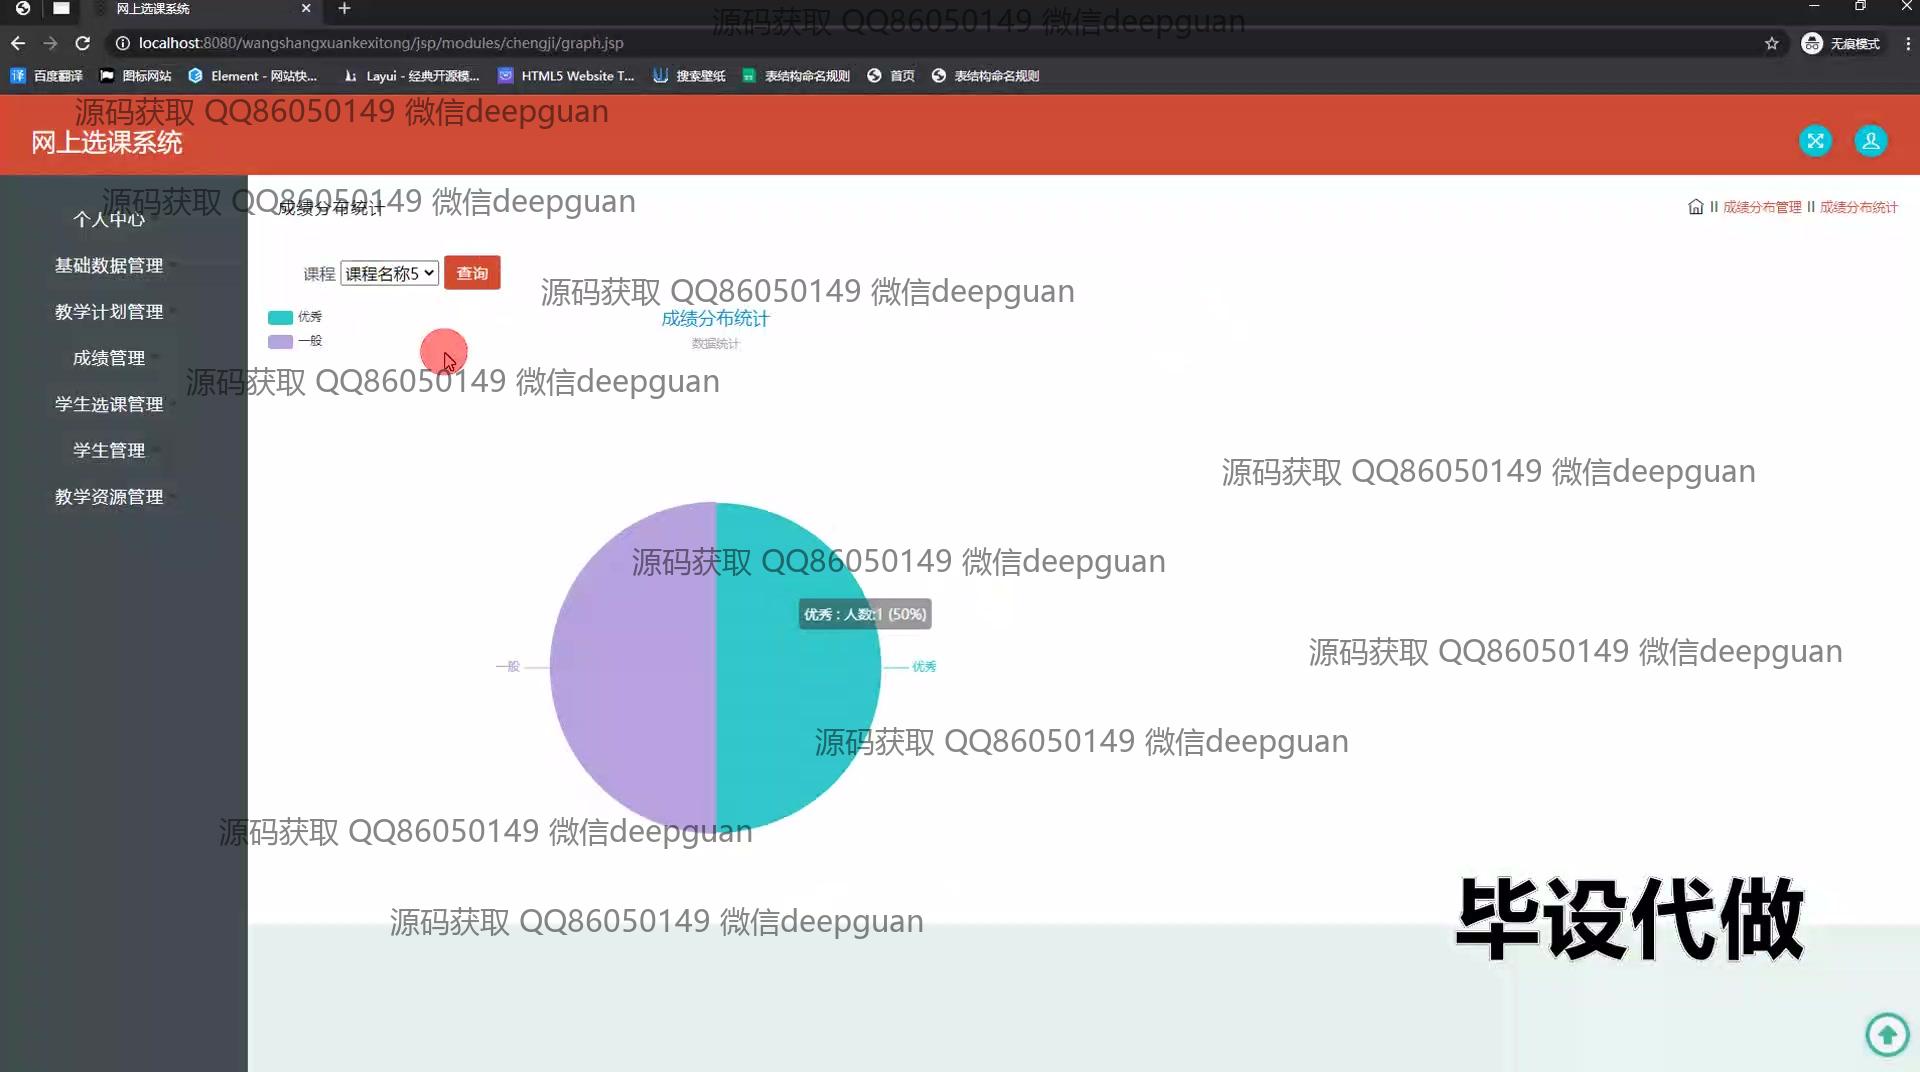 网上选课系统
源码获取 QQ86050149 微信deepguan
localhost:8080/wangshangxuankexitong/jsp/modules/chengji/graph.jsp
无痕模式
百度翻译 图标网站 Element - 网站快... Layui - 经典开源模... HTML5 Website T... 搜索壁纸 表结构命名规则 首页 表结构命名规则
源码获取 QQ86050149 微信deepguan
网上选课系统
源码获取 QQ86050149 微信deepguan
个人中心
成绩分布统计
成绩分布管理 II 成绩分布统计
基础数据管理
课程 课程名称5 查询
源码获取 QQ86050149 微信deepguan
教学计划管理
优秀
成绩分布统计
一般
数据统计
成绩管理
源码获取 QQ86050149 微信deepguan
学生选课管理
学生管理
源码获取 QQ86050149 微信deepguan
教学资源管理
源码获取 QQ86050149 微信deepguan
优秀 : 人数:1 (50%)
源码获取 QQ86050149 微信deepguan
一般
优秀
源码获取 QQ86050149 微信deepguan
源码获取 QQ86050149 微信deepguan
源码获取 QQ86050149 微信deepguan
毕设代做